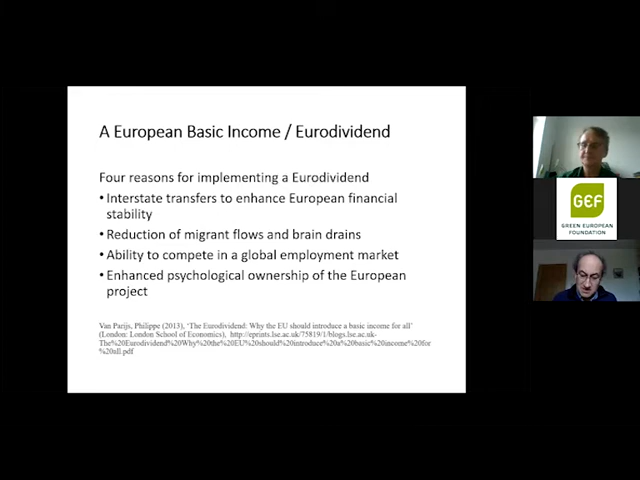 A European Basic Income / Eurodividend
Four reasons for implementing a Eurodividend
• Interstate transfers to enhance European financial
stability
• Reduction of migrant flows and brain drains
• Ability to compete in a global employment market
• Enhanced psychological ownership of the European
project
Van Parijs, Philippe (2013), 'The Eurodividend: Why the EU should introduce a basic income for all'
(London: London School of Economics), http://eprints.lse.ac.uk/75819/1/blogs.lse.ac.uk-
The%20Eurodividend%20Why%20the%20EU%20should%20introduce%20a%20basic%20income%20for
%20all.pdf
GEF
GREEN EUROPEAN
FOUNDATION